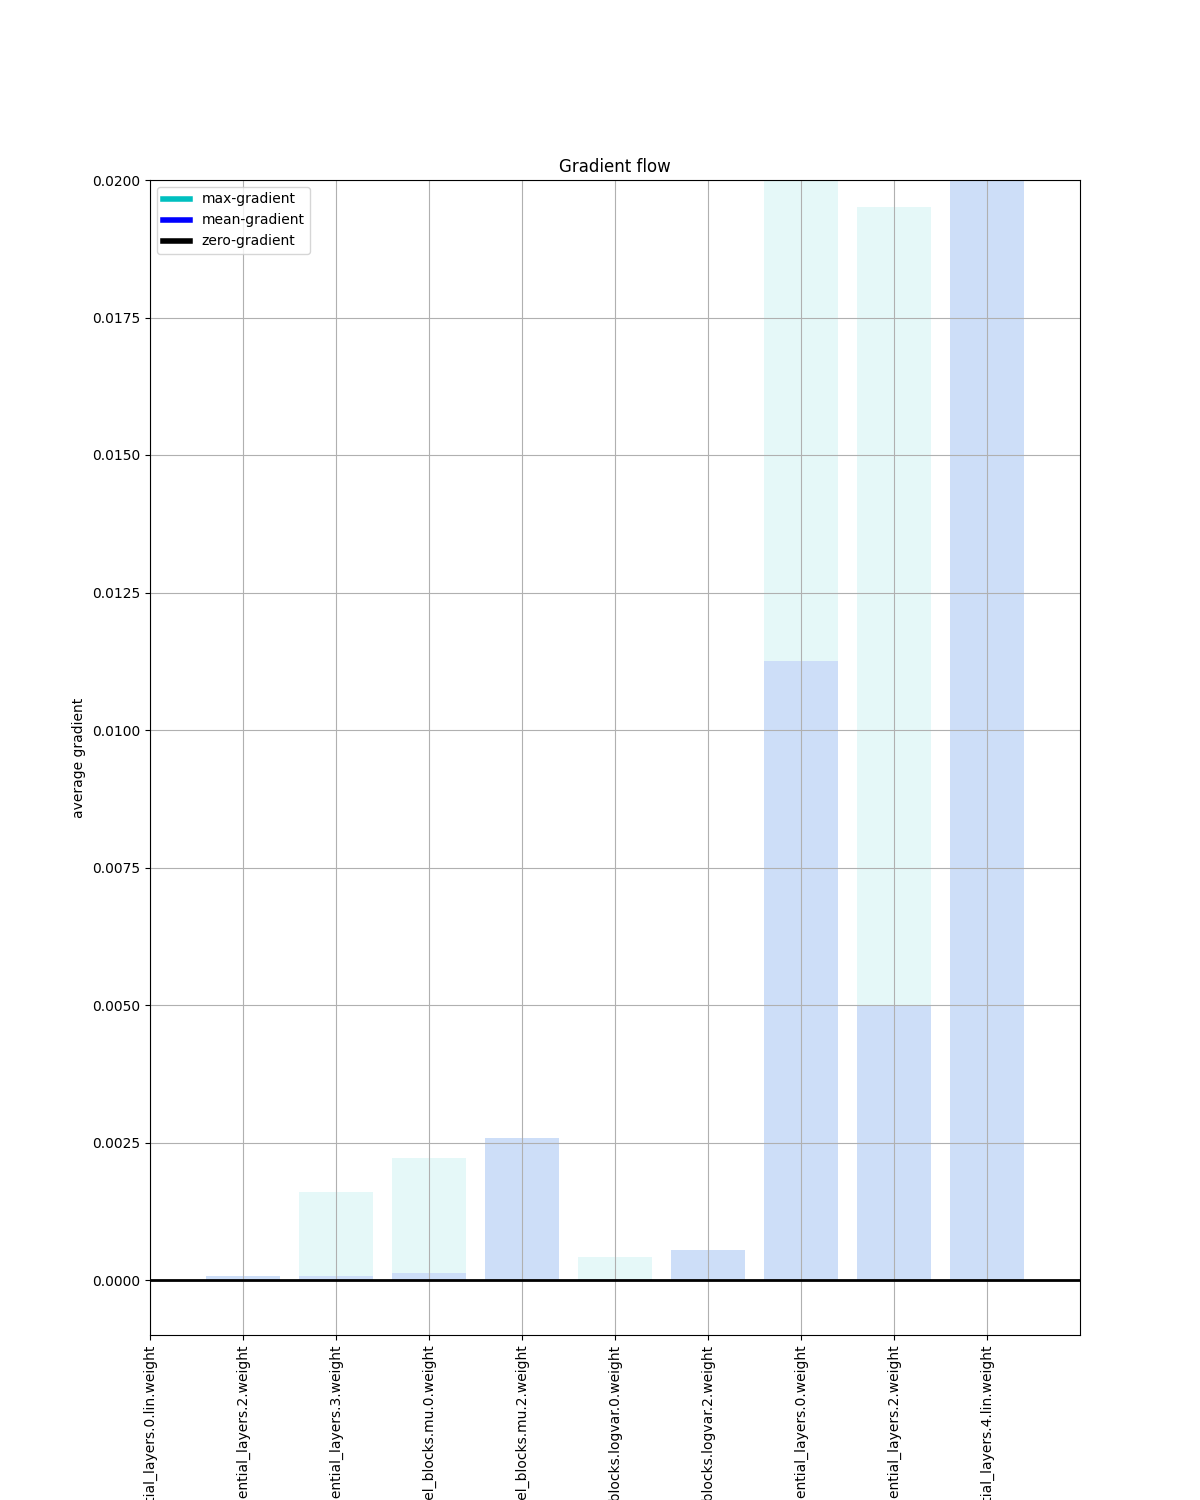 Gradient flow
max-gradient
mean-gradient
zero-gradient
0.0200
0.0175
0.0150
0.0125
0.0100
0.0075
0.0050
0.0025
0.0000
average gradient
tial_layers.0.lin.weight
ential_layers.2.weight
ential_layers.3.weight
el_blocks.mu.0.weight
el_blocks.mu.2.weight
blocks.logvar.0.weight
blocks.logvar.2.weight
ential_layers.0.weight
ential_layers.2.weight
tial_layers.4.lin.weight